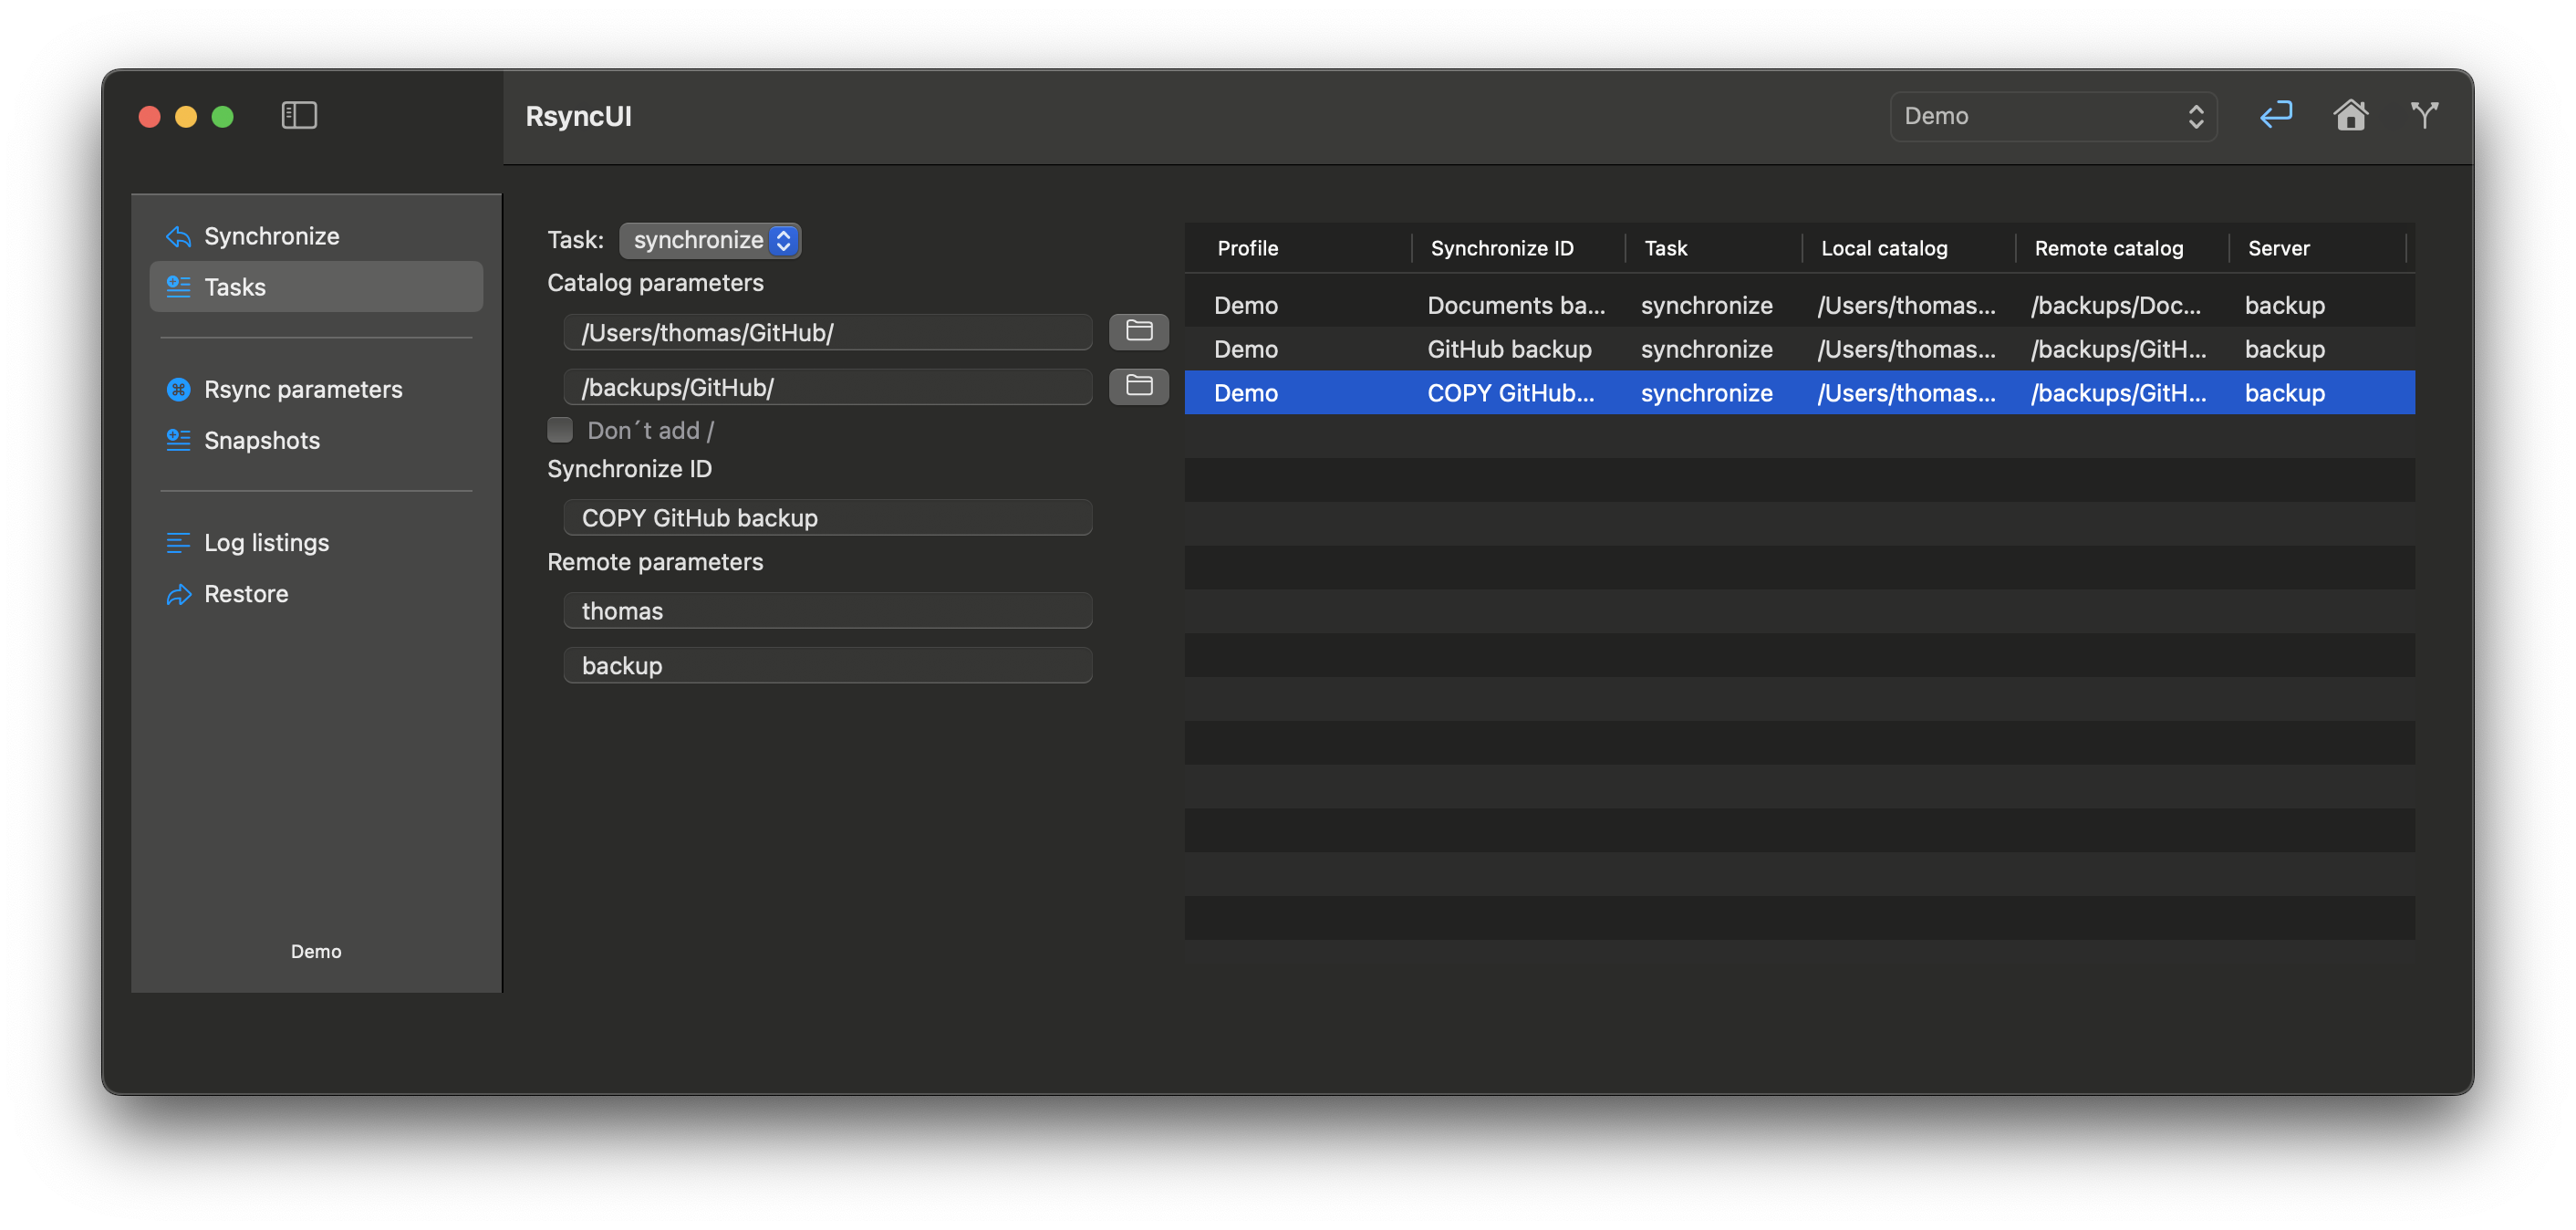 RsyncUI
Demo
Synchronize
Tasks
Rsync parameters
Snapshots
Log listings
Restore
Demo
Task: synchronize
Catalog parameters
/Users/thomas/GitHub/
/backups/GitHub/
Don´t add /
Synchronize ID
COPY GitHub backup
Remote parameters
thomas
backup
Profile Synchronize ID Task Local catalog Remote catalog Server
Demo Documents ba... synchronize /Users/thomas... /backups/Doc... backup
Demo GitHub backup synchronize /Users/thomas... /backups/GitH... backup
Demo COPY GitHub... synchronize /Users/thomas... /backups/GitH... backup